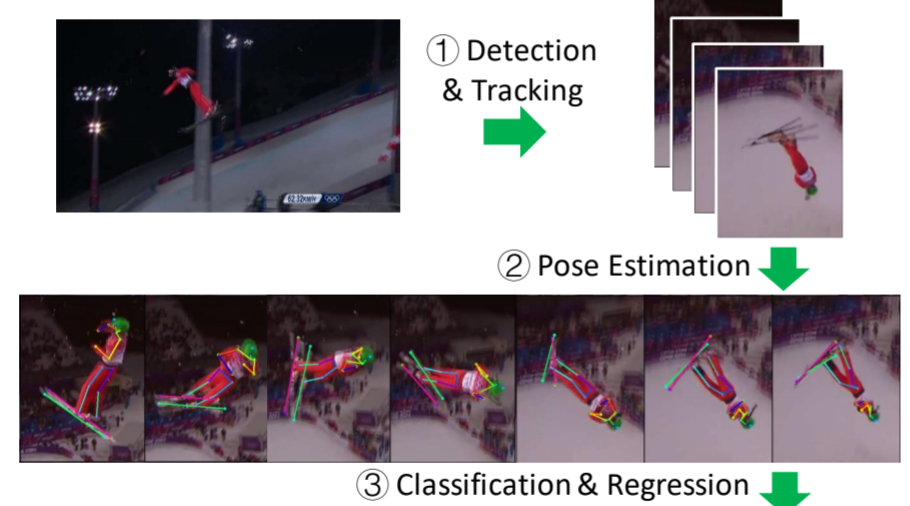 ① Detection
& Tracking
② Pose Estimation
③ Classification & Regression